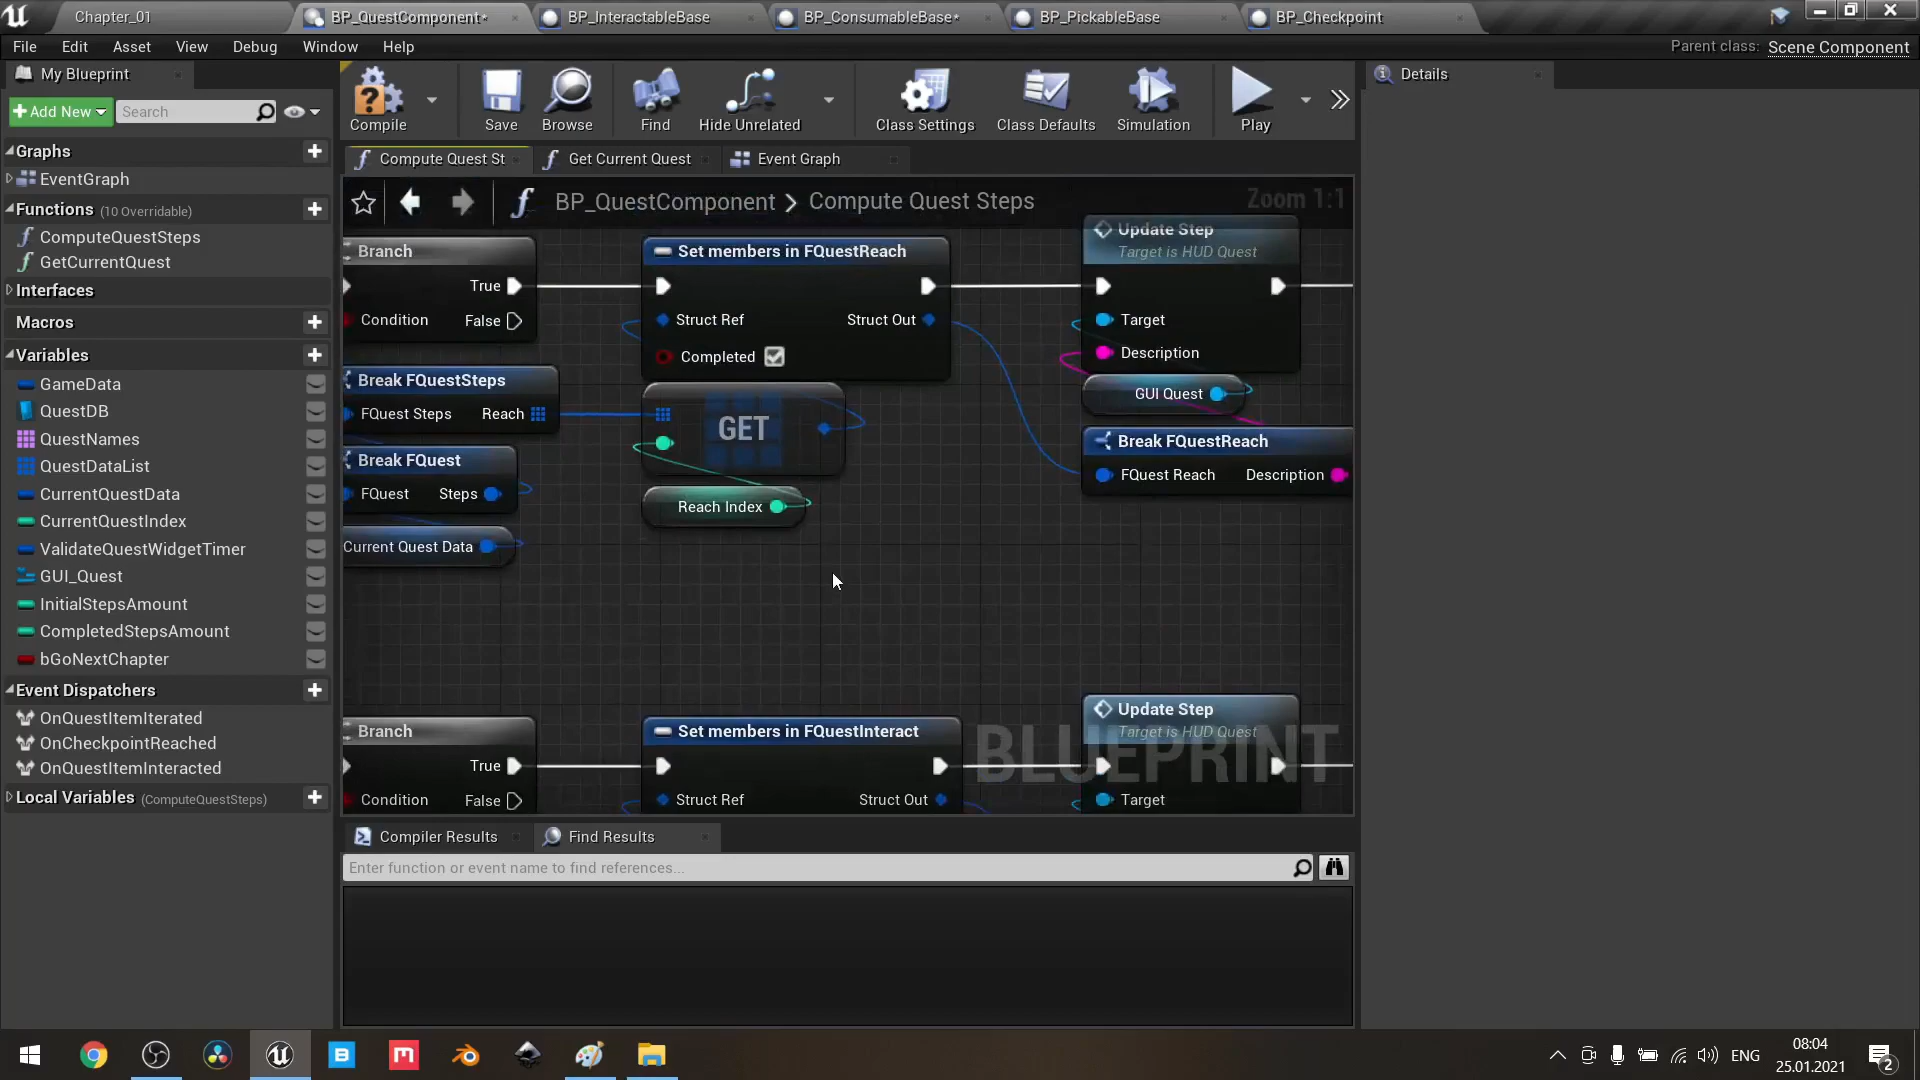 Chapter_01
BP_QuestComponent*
BP_InteractableBase
BP_ConsumableBase*
BP_PickableBase
BP_Checkpoint
File Edit Asset View Debug Window Help
Parent class: Scene Component
My Blueprint
Details
Add New
Search
Compile
Save
Browse
Find
Hide Unrelated
Class Settings
Class Defaults
Simulation
Play
Graphs
EventGraph
Functions (10 Overridable)
ComputeQuestSteps
GetCurrentQuest
Interfaces
Macros
Variables
GameData
QuestDB
QuestNames
QuestDataList
CurrentQuestData
CurrentQuestIndex
ValidateQuestWidgetTimer
GUI_Quest
InitialStepsAmount
CompletedStepsAmount
bGoNextChapter
Event Dispatchers
OnQuestItemIterated
OnCheckpointReached
OnQuestItemInteracted
Local Variables (ComputeQuestSteps)
Compute Quest St
Get Current Quest
Event Graph
BP_QuestComponent > Compute Quest Steps
Zoom 1:1
Branch
True
Condition False
Set members in FQuestReach
Struct Ref Struct Out
Completed
Update Step
Target is HUD Quest
Target
Description
Break FQuestSteps
FQuest Steps Reach
GET
GUI Quest
Break FQuest
FQuest Steps
Reach Index
Break FQuestReach
FQuest Reach Description
Current Quest Data
Branch
True
Condition False
Set members in FQuestInteract
Struct Ref Struct Out
Update Step
Target is HUD Quest
Target
BLUEPRINT
Compiler Results
Find Results
Enter function or event name to find references...
ENG
08:04
25.01.2021
2